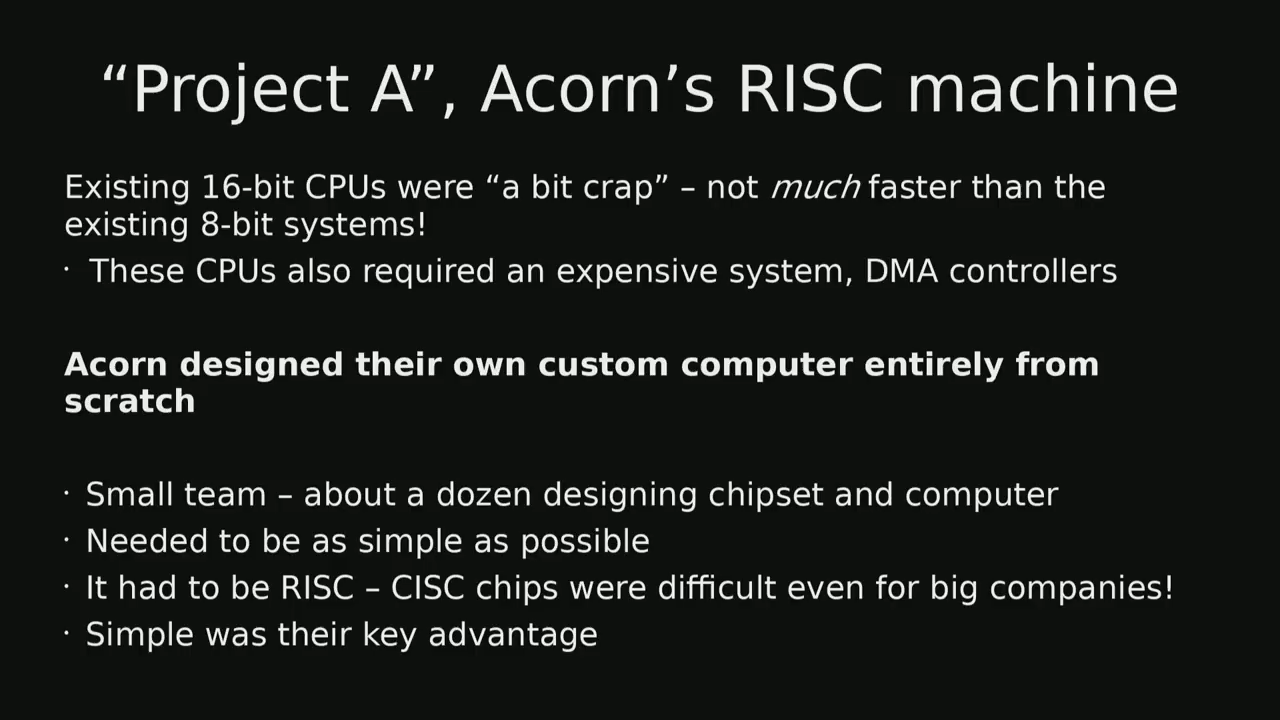 “Project A”, Acorn’s RISC machine
Existing 16-bit CPUs were “a bit crap” – not much faster than the
existing 8-bit systems!
· These CPUs also required an expensive system, DMA controllers
Acorn designed their own custom computer entirely from
scratch
· Small team – about a dozen designing chipset and computer
· Needed to be as simple as possible
· It had to be RISC – CISC chips were difficult even for big companies!
· Simple was their key advantage